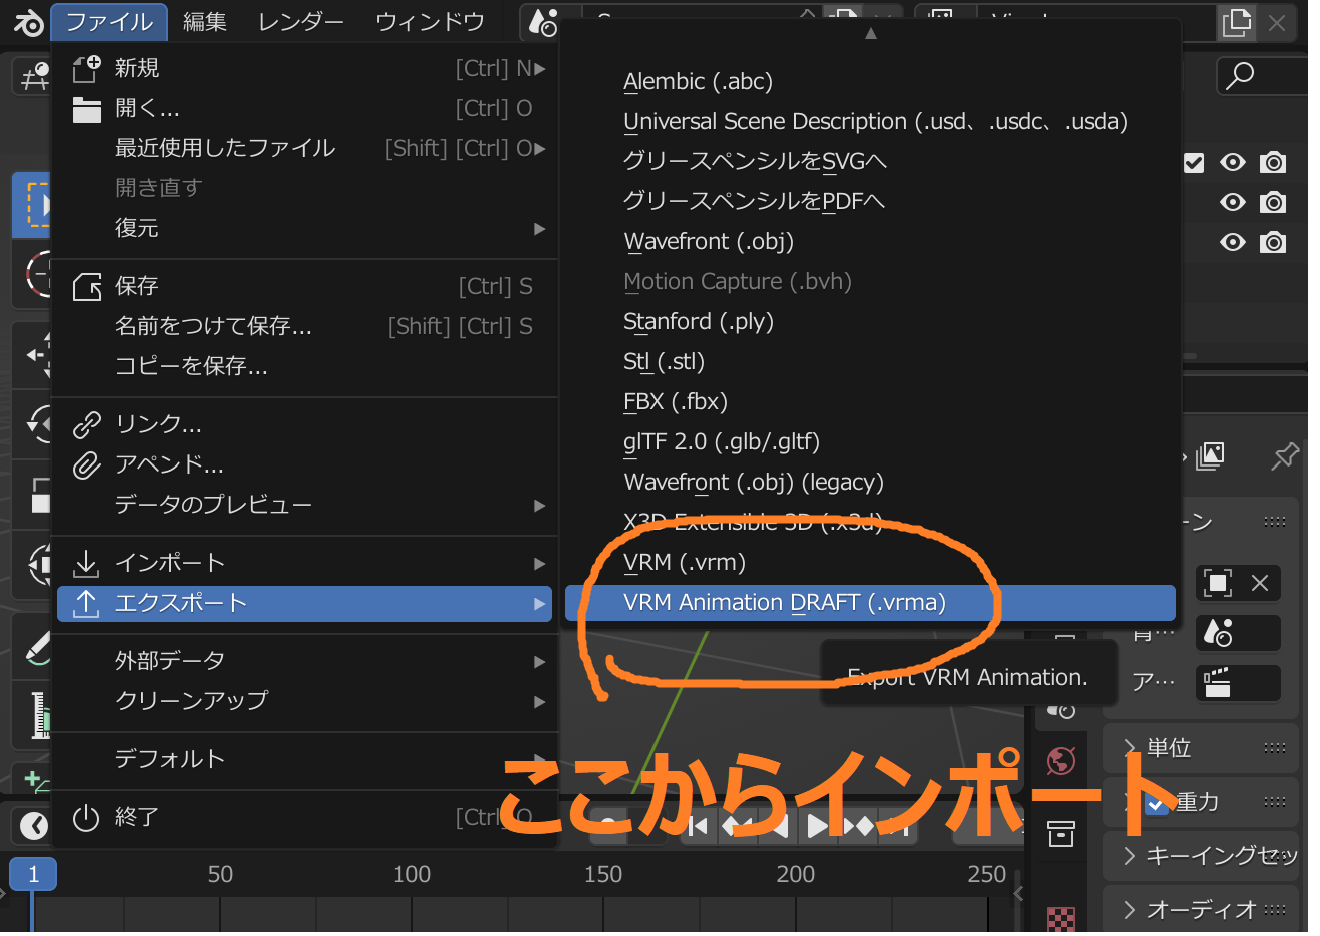 ファイル 編集 レンダー ウィンドウ
新規 [Ctrl] N
開く... [Ctrl] O
最近使用したファイル [Shift] [Ctrl] O
開き直す
復元
保存 [Ctrl] S
名前をつけて保存... [Shift] [Ctrl] S
コピーを保存...
リンク...
アペンド...
データのプレビュー
インポート
エクスポート
外部データ
クリーンアップ
デフォルト
終了 [Ctrl] Q
Alembic (.abc)
Universal Scene Description (.usd、.usdc、.usda)
グリースペンシルをSVGへ
グリースペンシルをPDFへ
Wavefront (.obj)
Motion Capture (.bvh)
Stanford (.ply)
Stl (.stl)
FBX (.fbx)
glTF 2.0 (.glb/.gltf)
Wavefront (.obj) (legacy)
X3D Extensible 3D (.x3d)
VRM (.vrm)
VRM Animation DRAFT (.vrma)
Export VRM Animation.
ここからインポート
ーン
背…
ア…
単位
重力
キーイングセッ
オーディオ
1 50 100 150 200 250